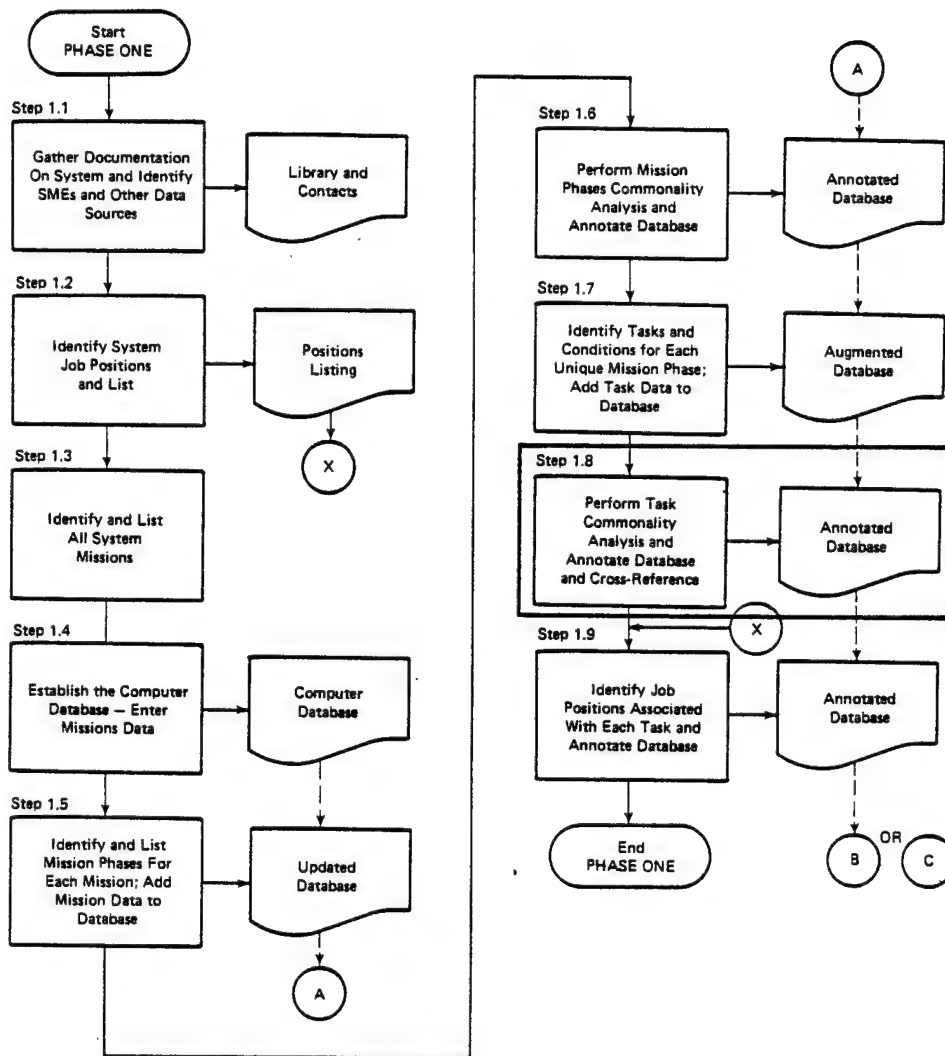 Start
PHASE ONE
Step 1.1
Gather Documentation
On System and Identify
SMEs and Other Data
Sources
Library and
Contacts
Step 1.2
Identify System
Job Positions
and List
Positions
Listing
X
Step 1.3
Identify and List
All System
Missions
Step 1.4
Establish the Computer
Database — Enter
Missions Data
Computer
Database
Step 1.5
Identify and List
Mission Phases For
Each Mission; Add
Mission Data to
Database
Updated
Database
A
A
Step 1.6
Perform Mission
Phases Commonality
Analysis and
Annotate Database
Annotated
Database
Step 1.7
Identify Tasks and
Conditions for Each
Unique Mission Phase;
Add Task Data to
Database
Augmented
Database
Step 1.8
Perform Task
Commonality
Analysis and
Annotate Database
and Cross-Reference
Annotated
Database
X
Step 1.9
Identify Job
Positions Associated
With Each Task and
Annotate Database
Annotated
Database
End
PHASE ONE
B
OR
C